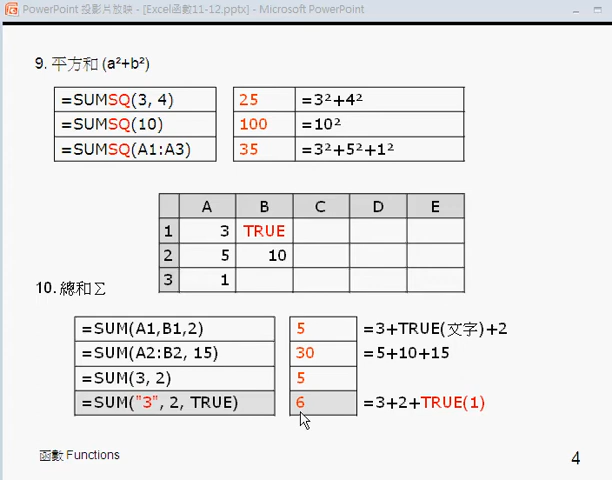 PowerPoint 投影片放映 - [Excel函數11-12.pptx] - Microsoft PowerPoint
9. 平方和 (a²+b²)
=SUMSQ(3, 4) 25 =3²+4²
=SUMSQ(10) 100 =10²
=SUMSQ(A1:A3) 35 =3²+5²+1²
A B C D E
1 3 TRUE
2 5 10
3 1
10. 總和∑
=SUM(A1,B1,2) 5 =3+TRUE(文字)+2
=SUM(A2:B2, 15) 30 =5+10+15
=SUM(3, 2) 5
=SUM("3", 2, TRUE) 6 =3+2+TRUE(1)
函數 Functions 4